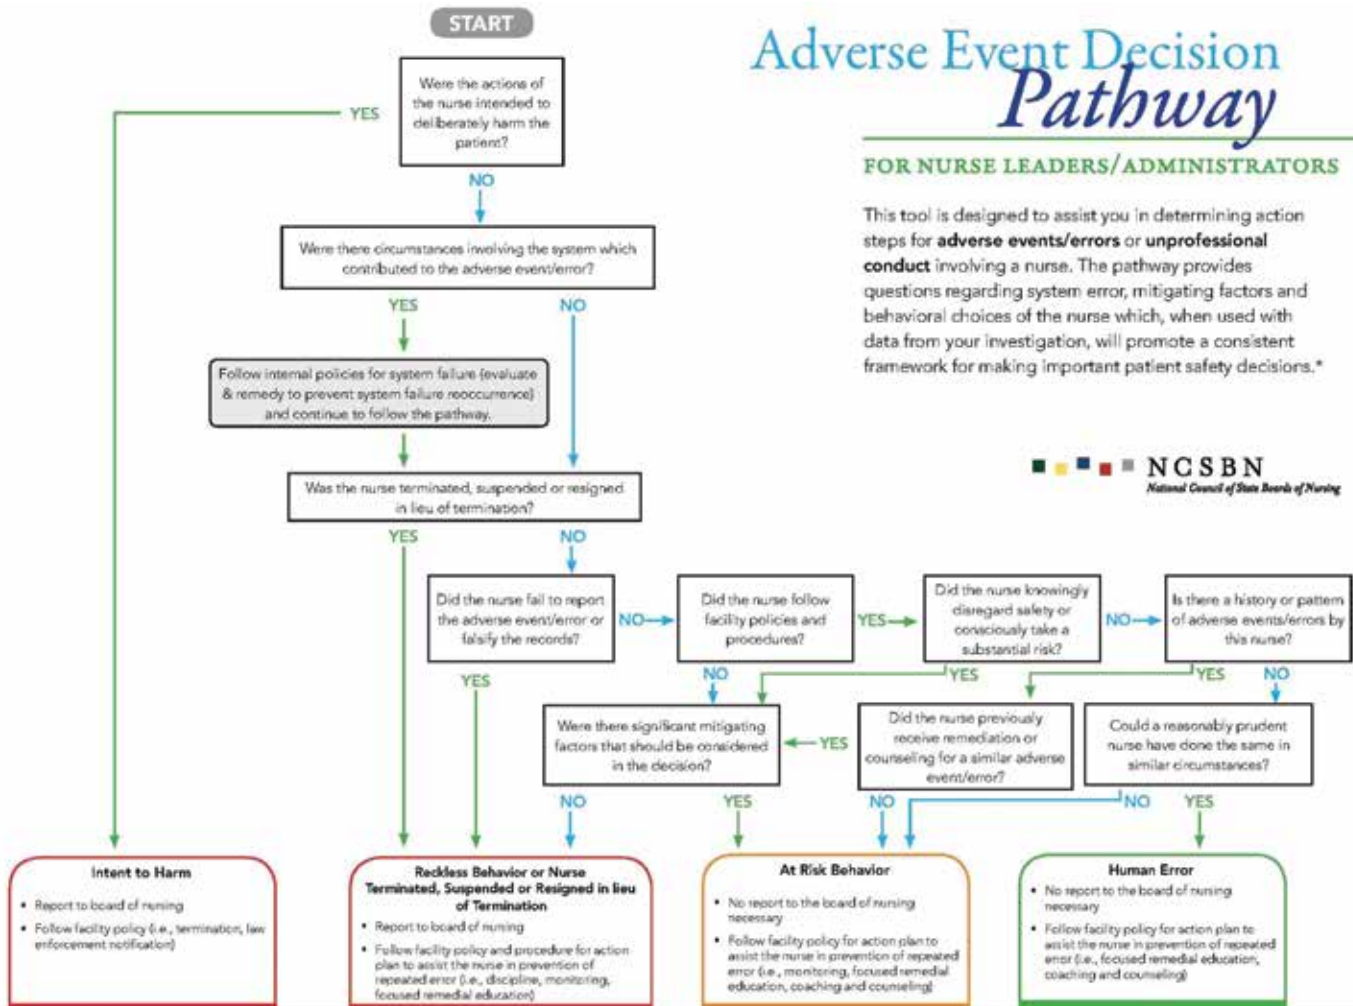 START
Adverse Event Decision
Pathway
FOR NURSE LEADERS/ADMINISTRATORS
This tool is designed to assist you in determining action
steps for adverse events/errors or unprofessional
conduct involving a nurse. The pathway provides
questions regarding system error, mitigating factors and
behavioral choices of the nurse which, when used with
data from your investigation, will promote a consistent
framework for making important patient safety decisions.*
NCSBN
National Council of State Boards of Nursing
Were the actions of
the nurse intended to
deliberately harm the
patient?
YES
NO
Were there circumstances involving the system which
contributed to the adverse event/error?
YES
NO
Follow internal policies for system failure (evaluate
& remedy to prevent system failure reoccurrence)
and continue to follow the pathway.
Was the nurse terminated, suspended or resigned
in lieu of termination?
YES
NO
Did the nurse fail to report
the adverse event/error or
falsify the records?
NO
YES
Did the nurse follow
facility policies and
procedures?
YES
NO
Did the nurse knowingly
disregard safety or
consciously take a
substantial risk?
NO
YES
Is there a history or pattern
of adverse events/errors by
this nurse?
YES
NO
Were there significant mitigating
factors that should be considered
in the decision?
NO
YES
Did the nurse previously
receive remediation or
counseling for a similar adverse
event/error?
YES
NO
Could a reasonably prudent
nurse have done the same in
similar circumstances?
NO
YES
Intent to Harm
• Report to board of nursing
• Follow facility policy (i.e., termination, law
enforcement notification)
Reckless Behavior or Nurse
Terminated, Suspended or Resigned in lieu
of Termination
• Report to board of nursing
• Follow facility policy and procedure for action
plan to assist the nurse in prevention of
repeated error (i.e., discipline, monitoring,
focused remedial education)
At Risk Behavior
• No report to the board of nursing
necessary
• Follow facility policy for action plan to
assist the nurse in prevention of repeated
error (i.e., monitoring, focused remedial
education, coaching and counseling)
Human Error
• No report to the board of nursing
necessary
• Follow facility policy for action plan to
assist the nurse in prevention of repeated
error (i.e., focused remedial education,
coaching and counseling)